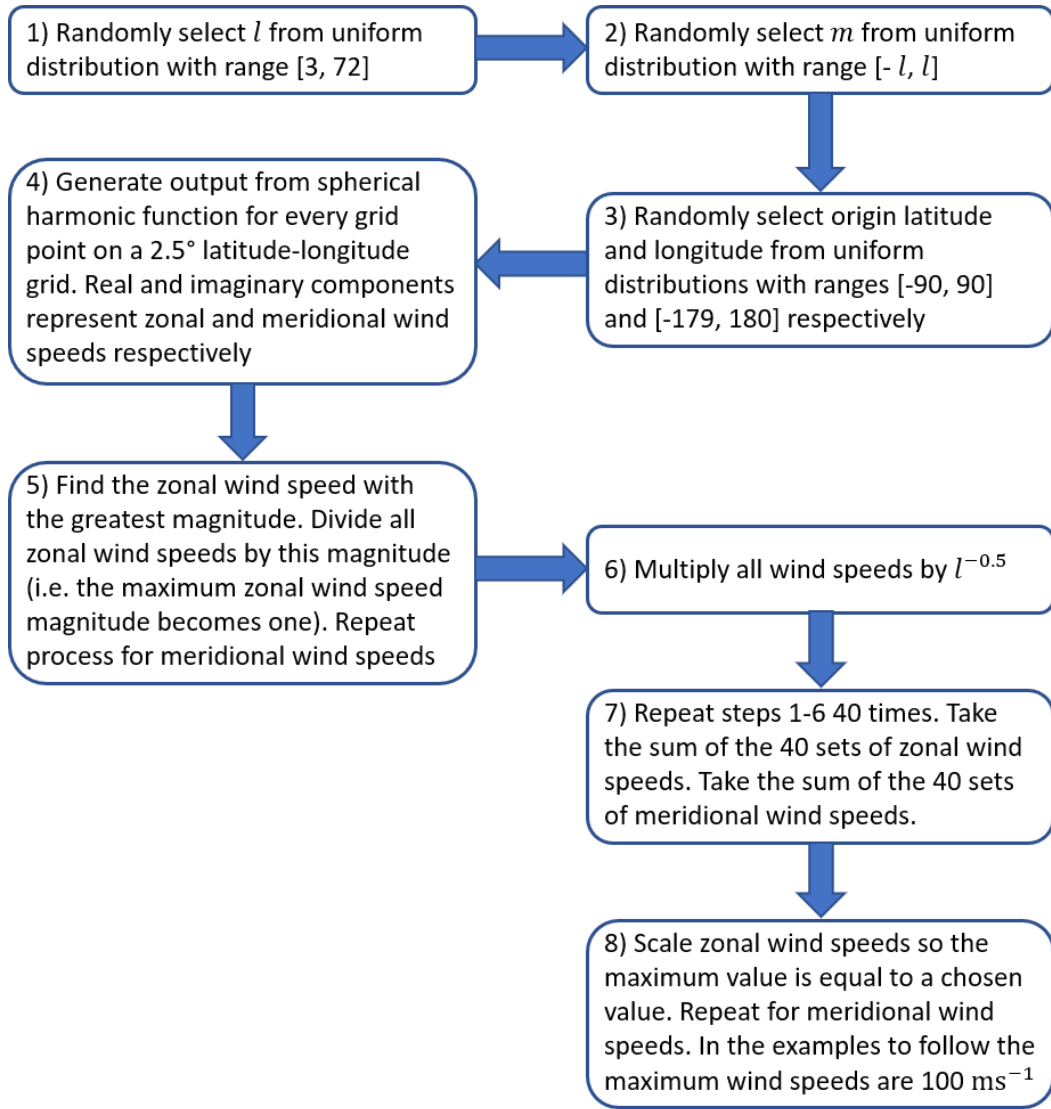 1) Randomly select l from uniform
distribution with range [3, 72]
2) Randomly select m from uniform
distribution with range [- l, l]
3) Randomly select origin latitude
and longitude from uniform
distributions with ranges [-90, 90]
and [-179, 180] respectively
4) Generate output from spherical
harmonic function for every grid
point on a 2.5° latitude-longitude
grid. Real and imaginary components
represent zonal and meridional wind
speeds respectively
5) Find the zonal wind speed with
the greatest magnitude. Divide all
zonal wind speeds by this magnitude
(i.e. the maximum zonal wind speed
magnitude becomes one). Repeat
process for meridional wind speeds
6) Multiply all wind speeds by l⁻⁰·⁵
7) Repeat steps 1-6 40 times. Take
the sum of the 40 sets of zonal wind
speeds. Take the sum of the 40 sets
of meridional wind speeds.
8) Scale zonal wind speeds so the
maximum value is equal to a chosen
value. Repeat for meridional wind
speeds. In the examples to follow the
maximum wind speeds are 100 ms⁻¹